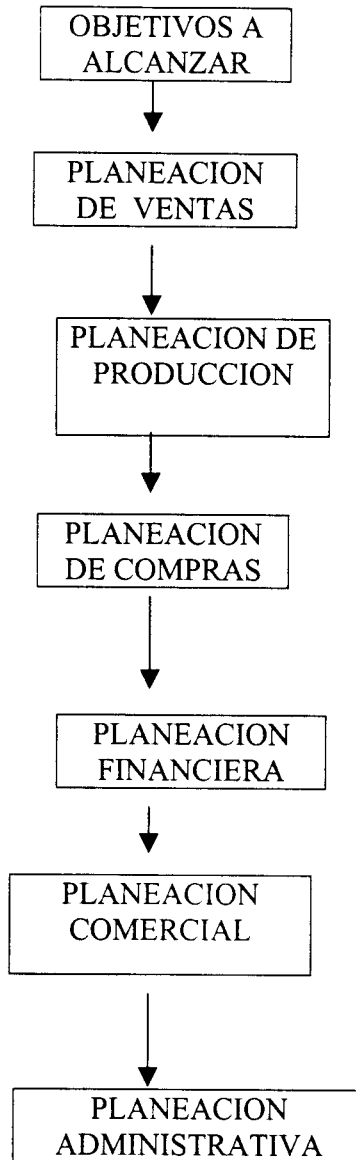 OBJETIVOS A
ALCANZAR
PLANEACION
DE VENTAS
PLANEACION DE
PRODUCCION
PLANEACION
DE COMPRAS
PLANEACION
FINANCIERA
PLANEACION
COMERCIAL
PLANEACION
ADMINISTRATIVA